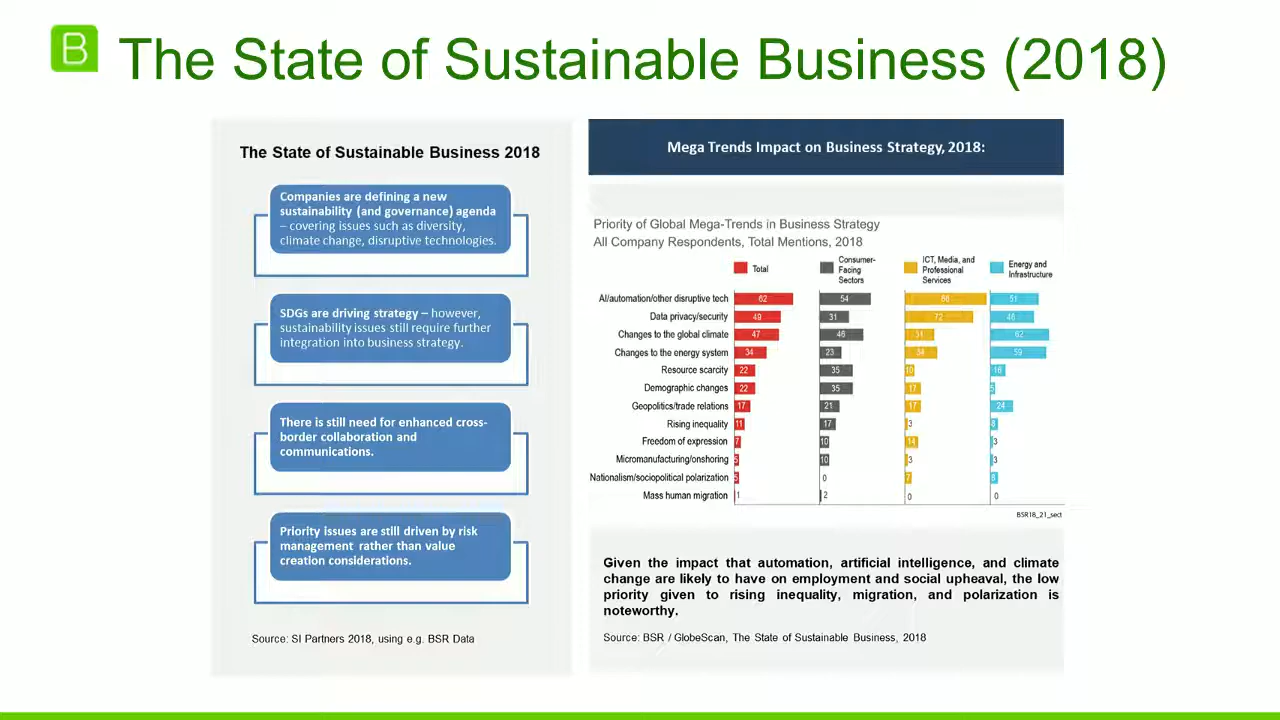 B
The State of Sustainable Business (2018)
The State of Sustainable Business 2018
Companies are defining a new
sustainability (and governance) agenda
– covering issues such as diversity,
climate change, disruptive technologies.
SDGs are driving strategy – however,
sustainability issues still require further
integration into business strategy.
There is still need for enhanced cross-
border collaboration and
communications.
Priority issues are still driven by risk
management rather than value
creation considerations.
Source: SI Partners 2018, using e.g. BSR Data
Mega Trends Impact on Business Strategy, 2018:
Priority of Global Mega-Trends in Business Strategy
All Company Respondents, Total Mentions, 2018
Total
Consumer-
Facing
Sectors
ICT, Media, and
Professional
Services
Energy and
Infrastructure
AI/automation/other disruptive tech 62 54 86 51
Data privacy/security 49 31 72 46
Changes to the global climate 47 46 31 62
Changes to the energy system 34 23 34 59
Resource scarcity 22 35 10 16
Demographic changes 22 35 17 5
Geopolitics/trade relations 17 21 17 24
Rising inequality 11 17 3 8
Freedom of expression 7 10 14 3
Micromanufacturing/onshoring 5 10 3 3
Nationalism/sociopolitical polarization 5 0 7 8
Mass human migration 1 2 0 0
BSR18_21_sect
Given the impact that automation, artificial intelligence, and climate
change are likely to have on employment and social upheaval, the low
priority given to rising inequality, migration, and polarization is
noteworthy.
Source: BSR / GlobeScan, The State of Sustainable Business, 2018